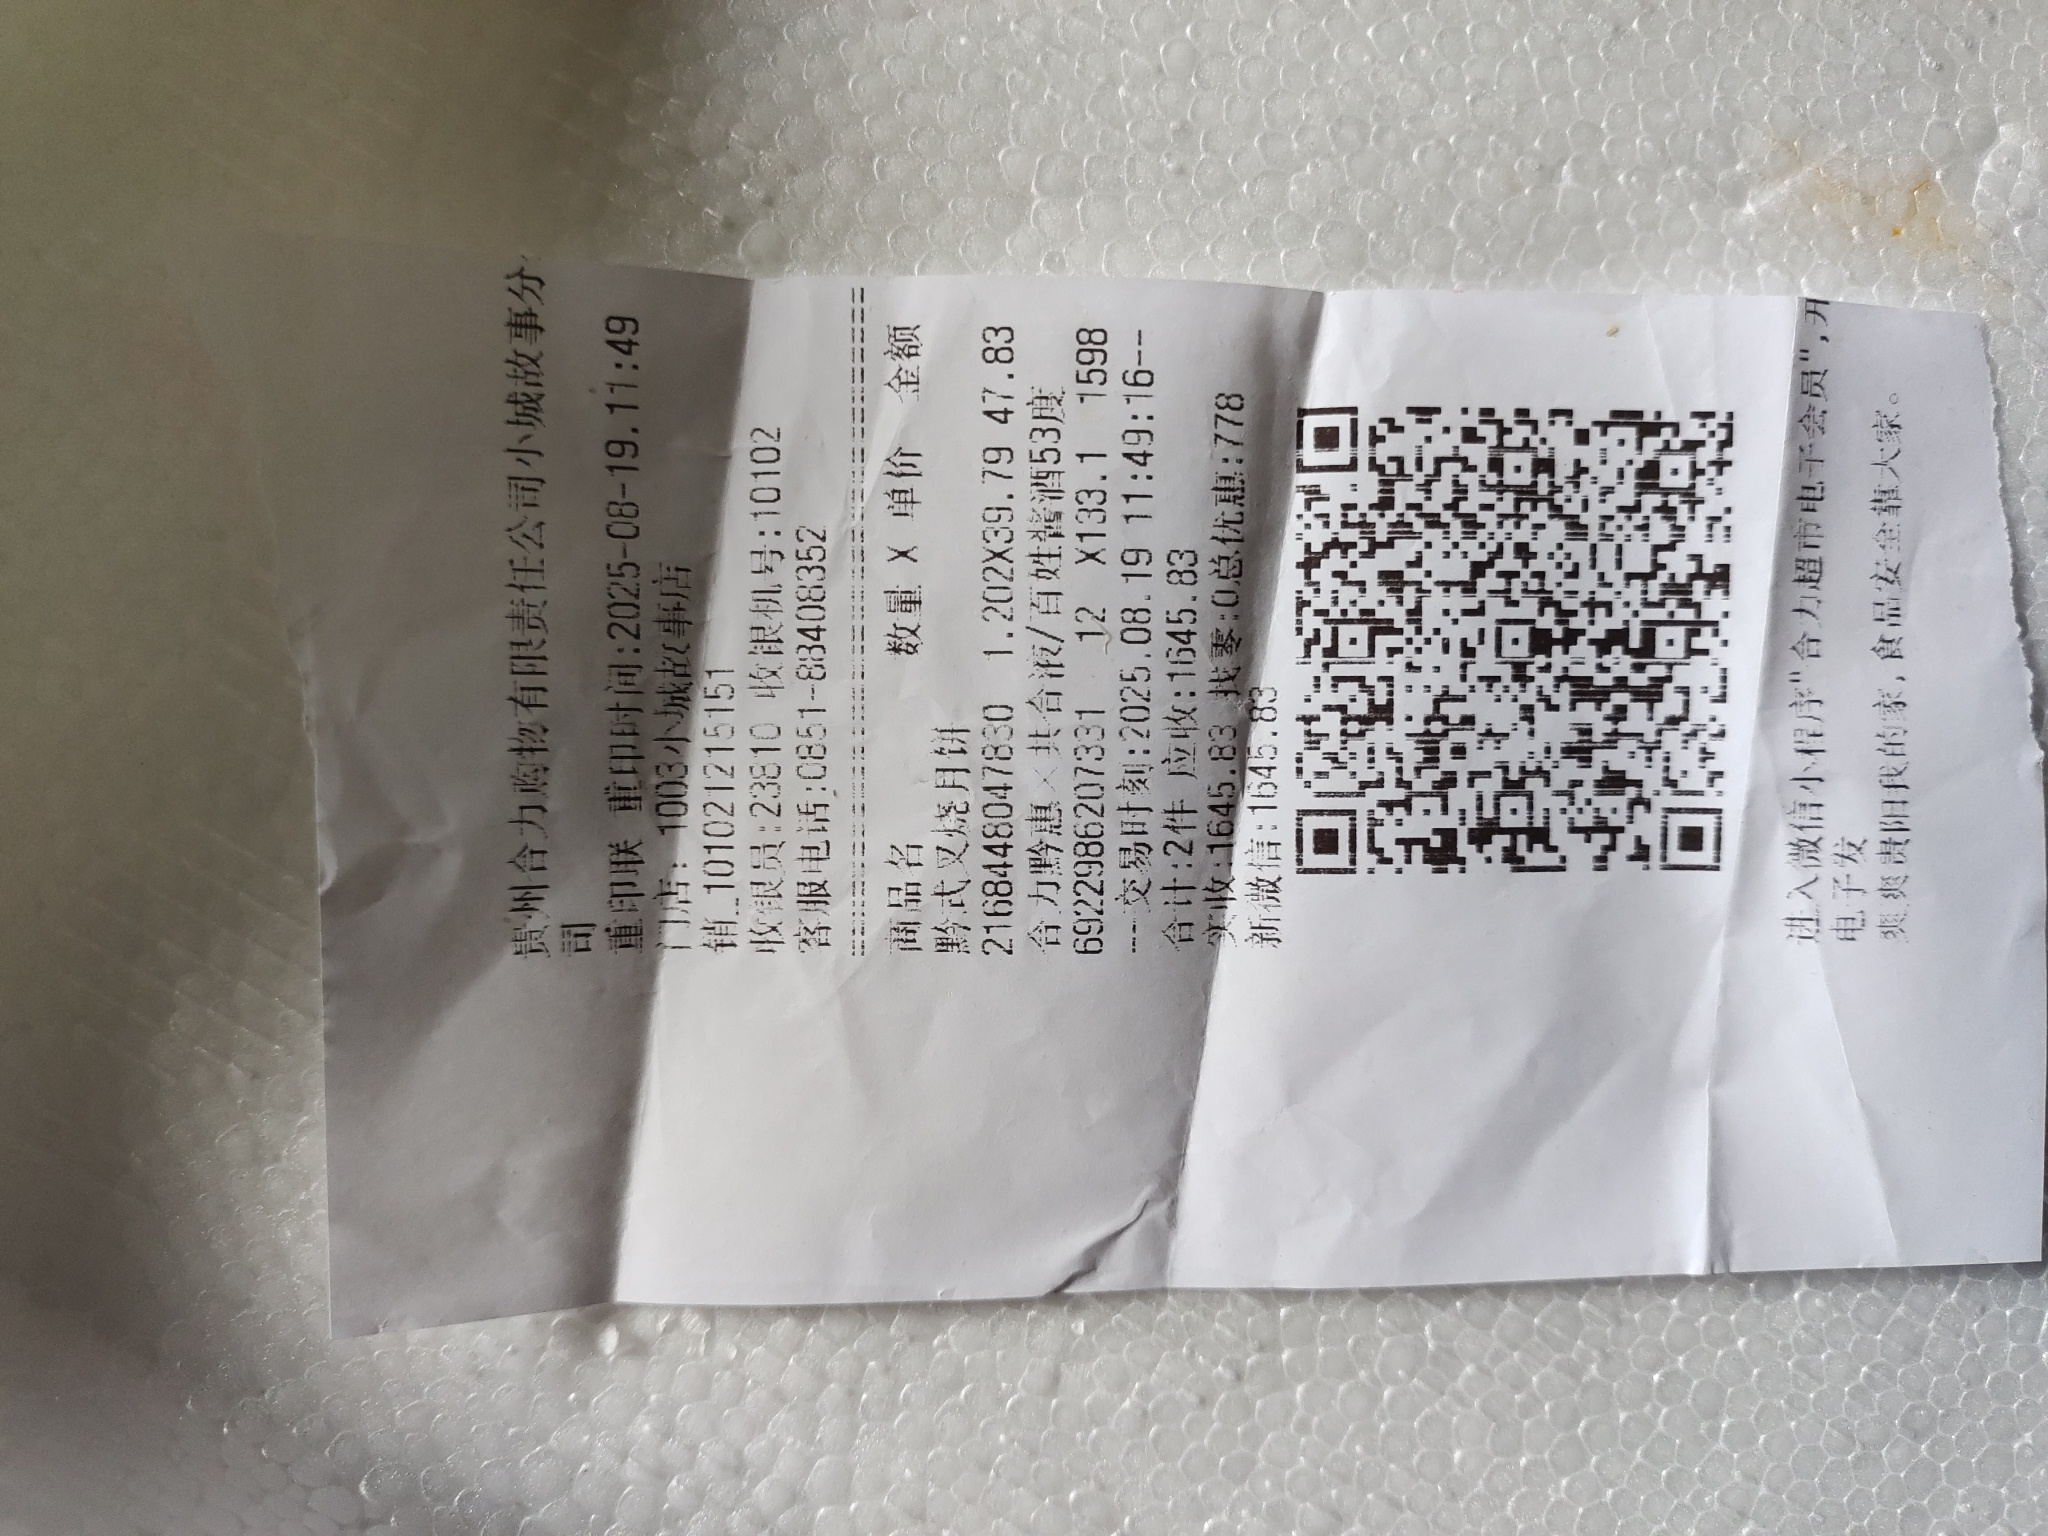 贵州合力购物有限责任公司小城故事分
司
重印联 重印时间:2025-08-19.11:49
门店: 1003小城故事店
销_101021215151
收银员:23810 收银机号:10102
客服电话:0851-88408352
商品名 数量 X 单价 金额
黔式叉烧月饼
2168448047830 1.202X39.79 47.83
合力黔惠×共合液/百姓酱酒53度
6922298620733​1 12 X133.1 1598
---交易时刻:2025.08.19 11:49:16--
合计:2件 应收:1645.83
实收:1645.83 找零:0总优惠:778
新微信:1645.83
进入微信小程序"合力超市电子会员",开
电子发
爽爽贵阳我的家,食品安全靠大家。